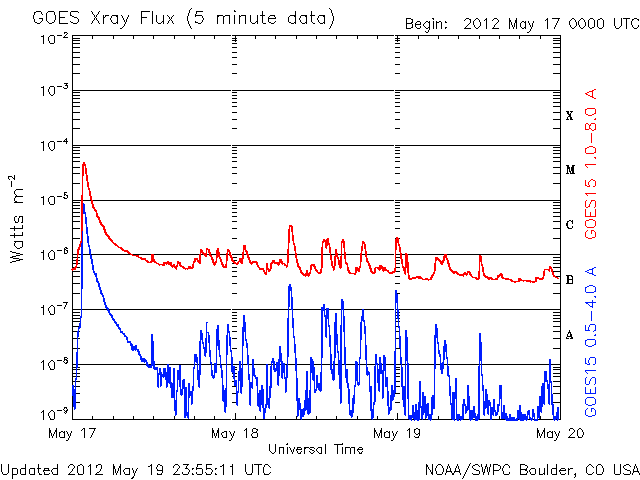 GOES Xray Flux (5 minute data)
Begin: 2012 May 17 0000 UTC
10⁻²
10⁻³
10⁻⁴
10⁻⁵
10⁻⁶
10⁻⁷
10⁻⁸
10⁻⁹
Watts m⁻²
X
M
C
B
A
GOES15 1.0-8.0 A
GOES15 0.5-4.0 A
May 17
May 18
May 19
May 20
Universal Time
Updated 2012 May 19 23:55:11 UTC
NOAA/SWPC Boulder, CO USA